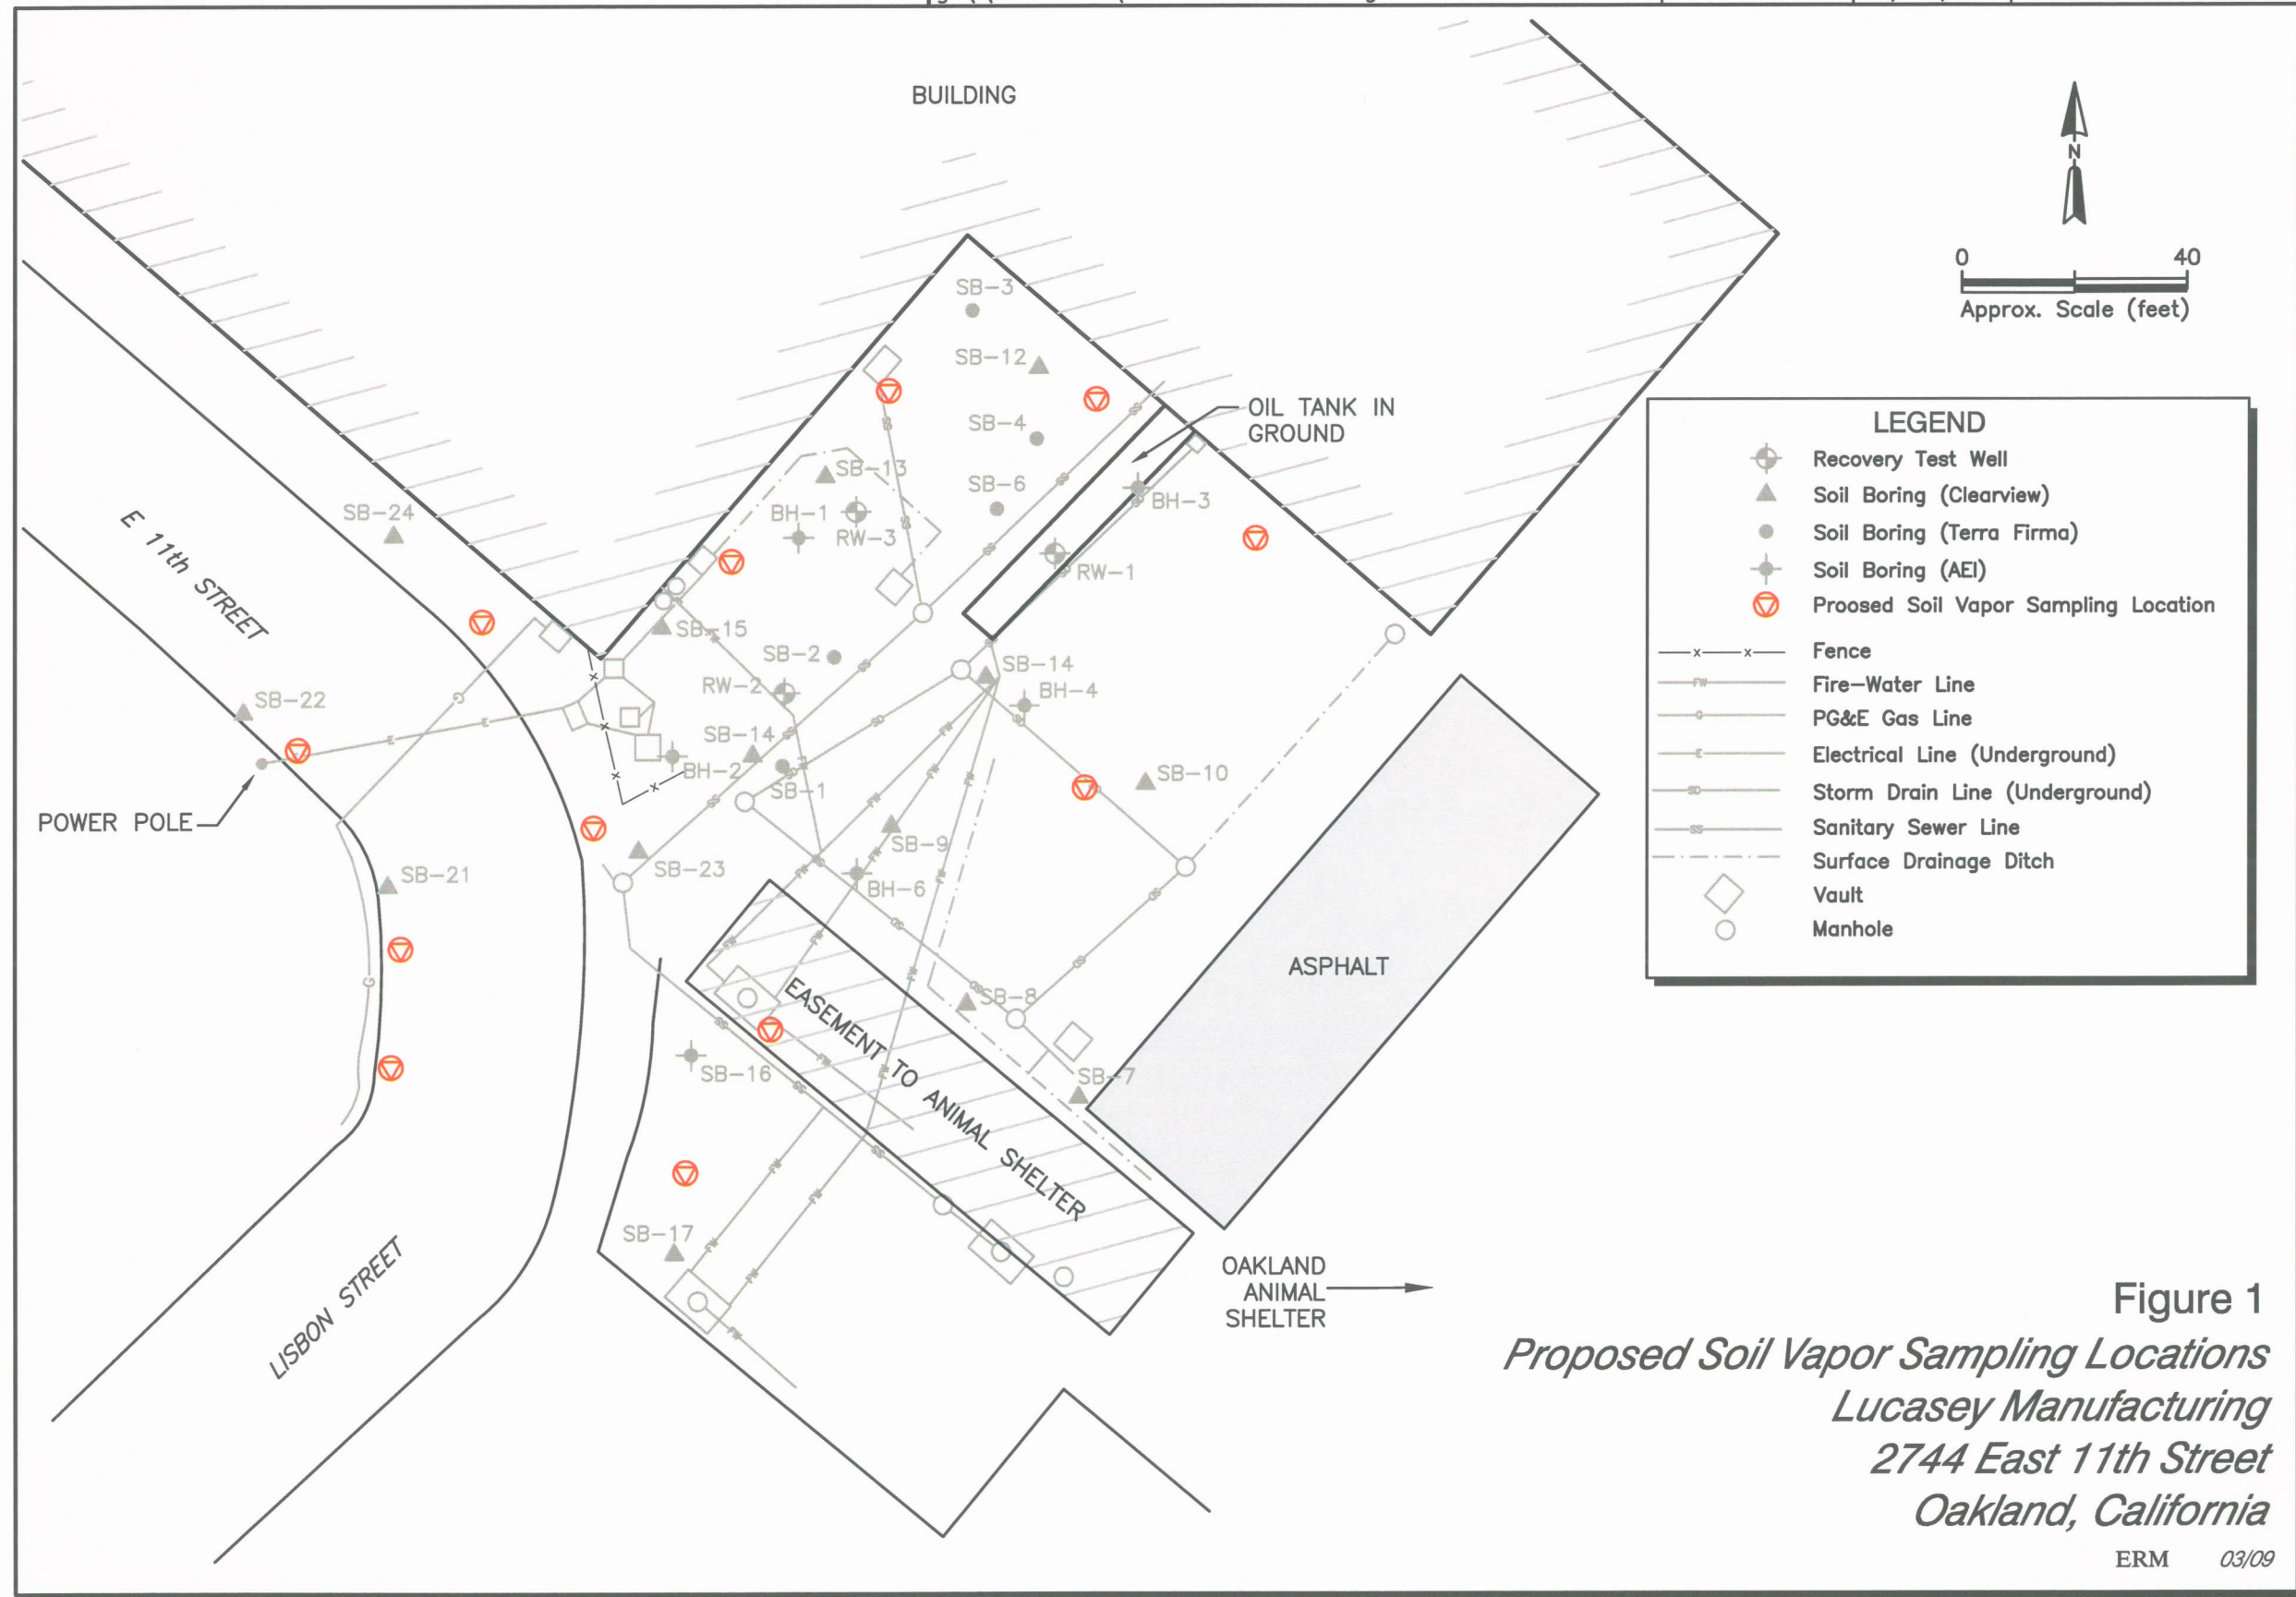 BUILDING
N
0 40
Approx. Scale (feet)
SB-3
SB-12
OIL TANK IN
GROUND
SB-4
SB-13
SB-6
BH-3
BH-1
RW-3
SB-24
RW-1
E 11th STREET
SB-15
SB-2
SB-14
RW-2
BH-4
SB-22
SB-14
BH-2
SB-10
SB-1
POWER POLE
SB-9
SB-23
SB-21
BH-6
ASPHALT
SB-8
EASEMENT TO ANIMAL SHELTER
SB-16
SB-7
SB-17
LISBON STREET
OAKLAND
ANIMAL
SHELTER
LEGEND
Recovery Test Well
Soil Boring (Clearview)
Soil Boring (Terra Firma)
Soil Boring (AEI)
Proosed Soil Vapor Sampling Location
Fence
Fire-Water Line
PG&E Gas Line
Electrical Line (Underground)
Storm Drain Line (Underground)
Sanitary Sewer Line
Surface Drainage Ditch
Vault
Manhole
Figure 1
Proposed Soil Vapor Sampling Locations
Lucasey Manufacturing
2744 East 11th Street
Oakland, California
ERM 03/09